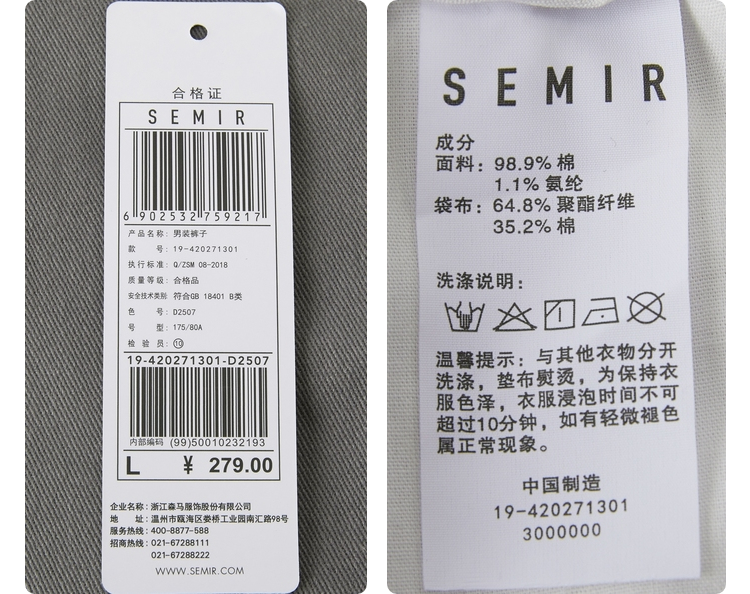 合格证
SEMIR
6 902532 759217
产品名称: 男装裤子
款 号: 19-420271301
执行标准: Q/ZSM 08-2018
质量等级: 合格品
安全技术类别: 符合GB 18401 B类
色 号: D2507
号 型: 175/80A
检 验 员: ⑩
19-420271301-D2507
内部编码 (99)50010232193
L ¥ 279.00
企业名称: 浙江森马服饰股份有限公司
地 址: 温州市瓯海区娄桥工业园南汇路98号
服务热线: 400-8877-588
招商热线: 021-67288111
021-67288222
WWW.SEMIR.COM
SEMIR
成分
面料: 98.9% 棉
1.1% 氨纶
袋布: 64.8% 聚酯纤维
35.2% 棉
洗涤说明:
温馨提示: 与其他衣物分开
洗涤，垫布熨烫，为保持衣
服色泽，衣服浸泡时间不可
超过10分钟，如有轻微褪色
属正常现象。
中国制造
19-420271301
3000000